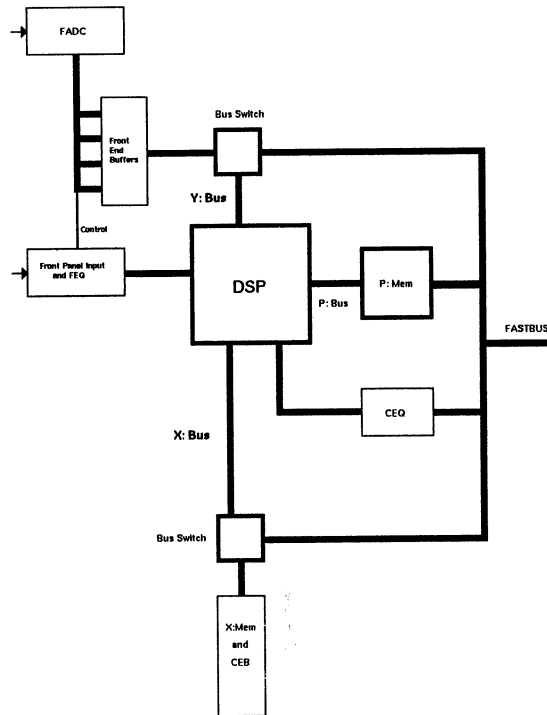 FADC
Bus Switch
Front
End
Buffers
Y: Bus
Control
Front Panel Input
and FEQ
DSP
P: Mem
P: Bus
FASTBUS
CEQ
X: Bus
Bus Switch
X:Mem
and
CEB